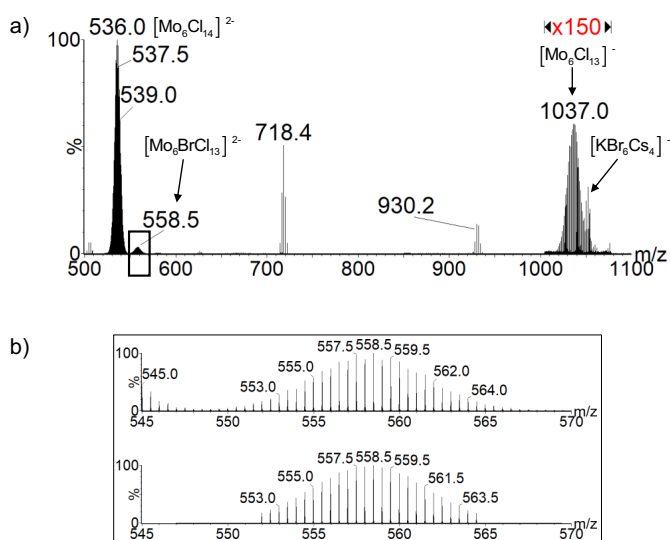 a)
100
%
0
536.0 [Mo₆Cl₁₄] ²⁻
537.5
539.0
[Mo₆BrCl₁₃] ²⁻
558.5
718.4
930.2
x150
[Mo₆Cl₁₃] ⁻
1037.0
[KBr₆Cs₄] ⁻
500 600 700 800 900 1000 1100
m/z
b)
100
%
0
545.0
553.0
555.0
557.5 558.5 559.5
562.0
564.0
545 550 555 560 565 570
m/z
100
%
0
553.0
555.0
557.5 558.5 559.5
561.5
563.5
545 550 555 560 565 570
m/z